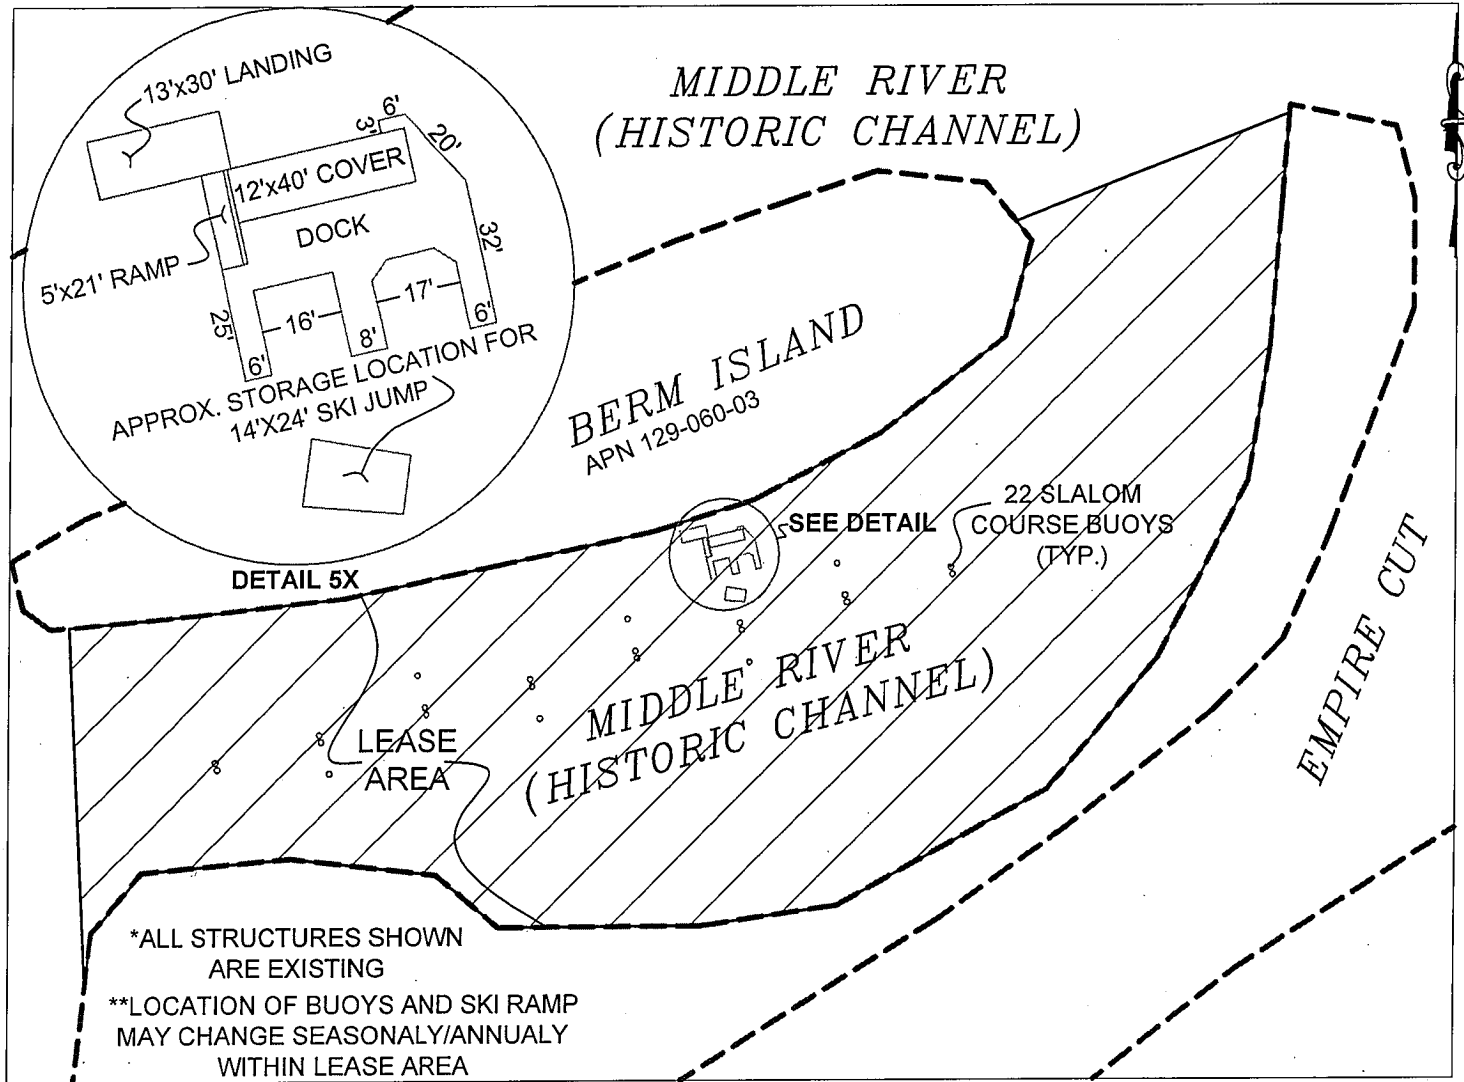 13'x30' LANDING
6'
3'
20'
12'x40' COVER
DOCK
32'
5'x21' RAMP
25'
16'
17'
6'
8'
6'
APPROX. STORAGE LOCATION FOR
14'X24' SKI JUMP
DETAIL 5X
MIDDLE RIVER
(HISTORIC CHANNEL)
BERM ISLAND
APN 129-060-03
SEE DETAIL
22 SLALOM
COURSE BUOYS
(TYP.)
MIDDLE RIVER
(HISTORIC CHANNEL)
LEASE
AREA
EMPIRE CUT
*ALL STRUCTURES SHOWN
ARE EXISTING
**LOCATION OF BUOYS AND SKI RAMP
MAY CHANGE SEASONALY/ANNUALY
WITHIN LEASE AREA